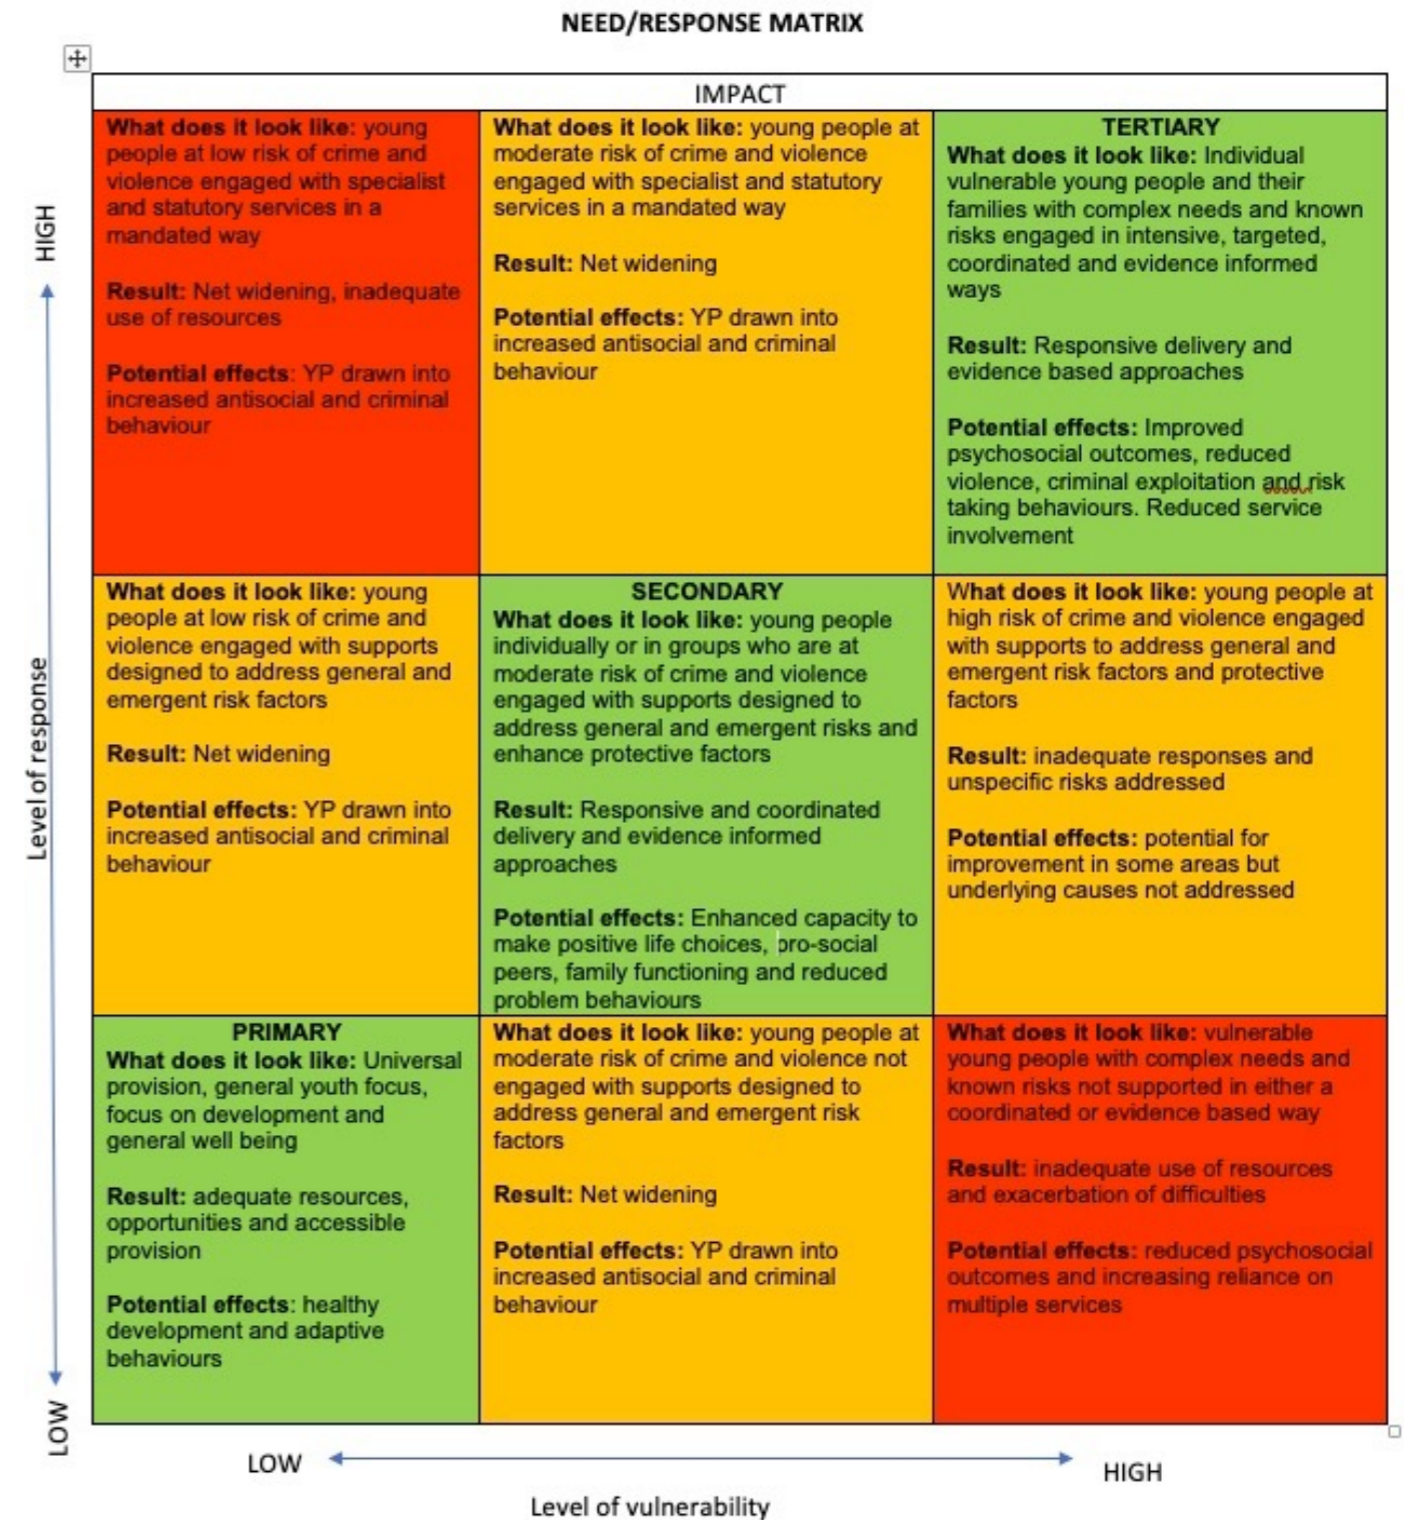 NEED/RESPONSE MATRIX
IMPACT
What does it look like: young
people at low risk of crime and
violence engaged with specialist
and statutory services in a
mandated way
Result: Net widening, inadequate
use of resources
Potential effects: YP drawn into
increased antisocial and criminal
behaviour
What does it look like: young people at
moderate risk of crime and violence
engaged with specialist and statutory
services in a mandated way
Result: Net widening
Potential effects: YP drawn into
increased antisocial and criminal
behaviour
TERTIARY
What does it look like: Individual
vulnerable young people and their
families with complex needs and known
risks engaged in intensive, targeted,
coordinated and evidence informed
ways
Result: Responsive delivery and
evidence based approaches
Potential effects: Improved
psychosocial outcomes, reduced
violence, criminal exploitation and risk
taking behaviours. Reduced service
involvement
What does it look like: young
people at low risk of crime and
violence engaged with supports
designed to address general and
emergent risk factors
Result: Net widening
Potential effects: YP drawn into
increased antisocial and criminal
behaviour
SECONDARY
What does it look like: young people
individually or in groups who are at
moderate risk of crime and violence
engaged with supports designed to
address general and emergent risks and
enhance protective factors
Result: Responsive and coordinated
delivery and evidence informed
approaches
Potential effects: Enhanced capacity to
make positive life choices, pro-social
peers, family functioning and reduced
problem behaviours
What does it look like: young people at
high risk of crime and violence engaged
with supports to address general and
emergent risk factors and protective
factors
Result: inadequate responses and
unspecific risks addressed
Potential effects: potential for
improvement in some areas but
underlying causes not addressed
PRIMARY
What does it look like: Universal
provision, general youth focus,
focus on development and
general well being
Result: adequate resources,
opportunities and accessible
provision
Potential effects: healthy
development and adaptive
behaviours
What does it look like: young people at
moderate risk of crime and violence not
engaged with supports designed to
address general and emergent risk
factors
Result: Net widening
Potential effects: YP drawn into
increased antisocial and criminal
behaviour
What does it look like: vulnerable
young people with complex needs and
known risks not supported in either a
coordinated or evidence based way
Result: inadequate use of resources
and exacerbation of difficulties
Potential effects: reduced psychosocial
outcomes and increasing reliance on
multiple services
HIGH
Level of response
LOW
LOW
HIGH
Level of vulnerability